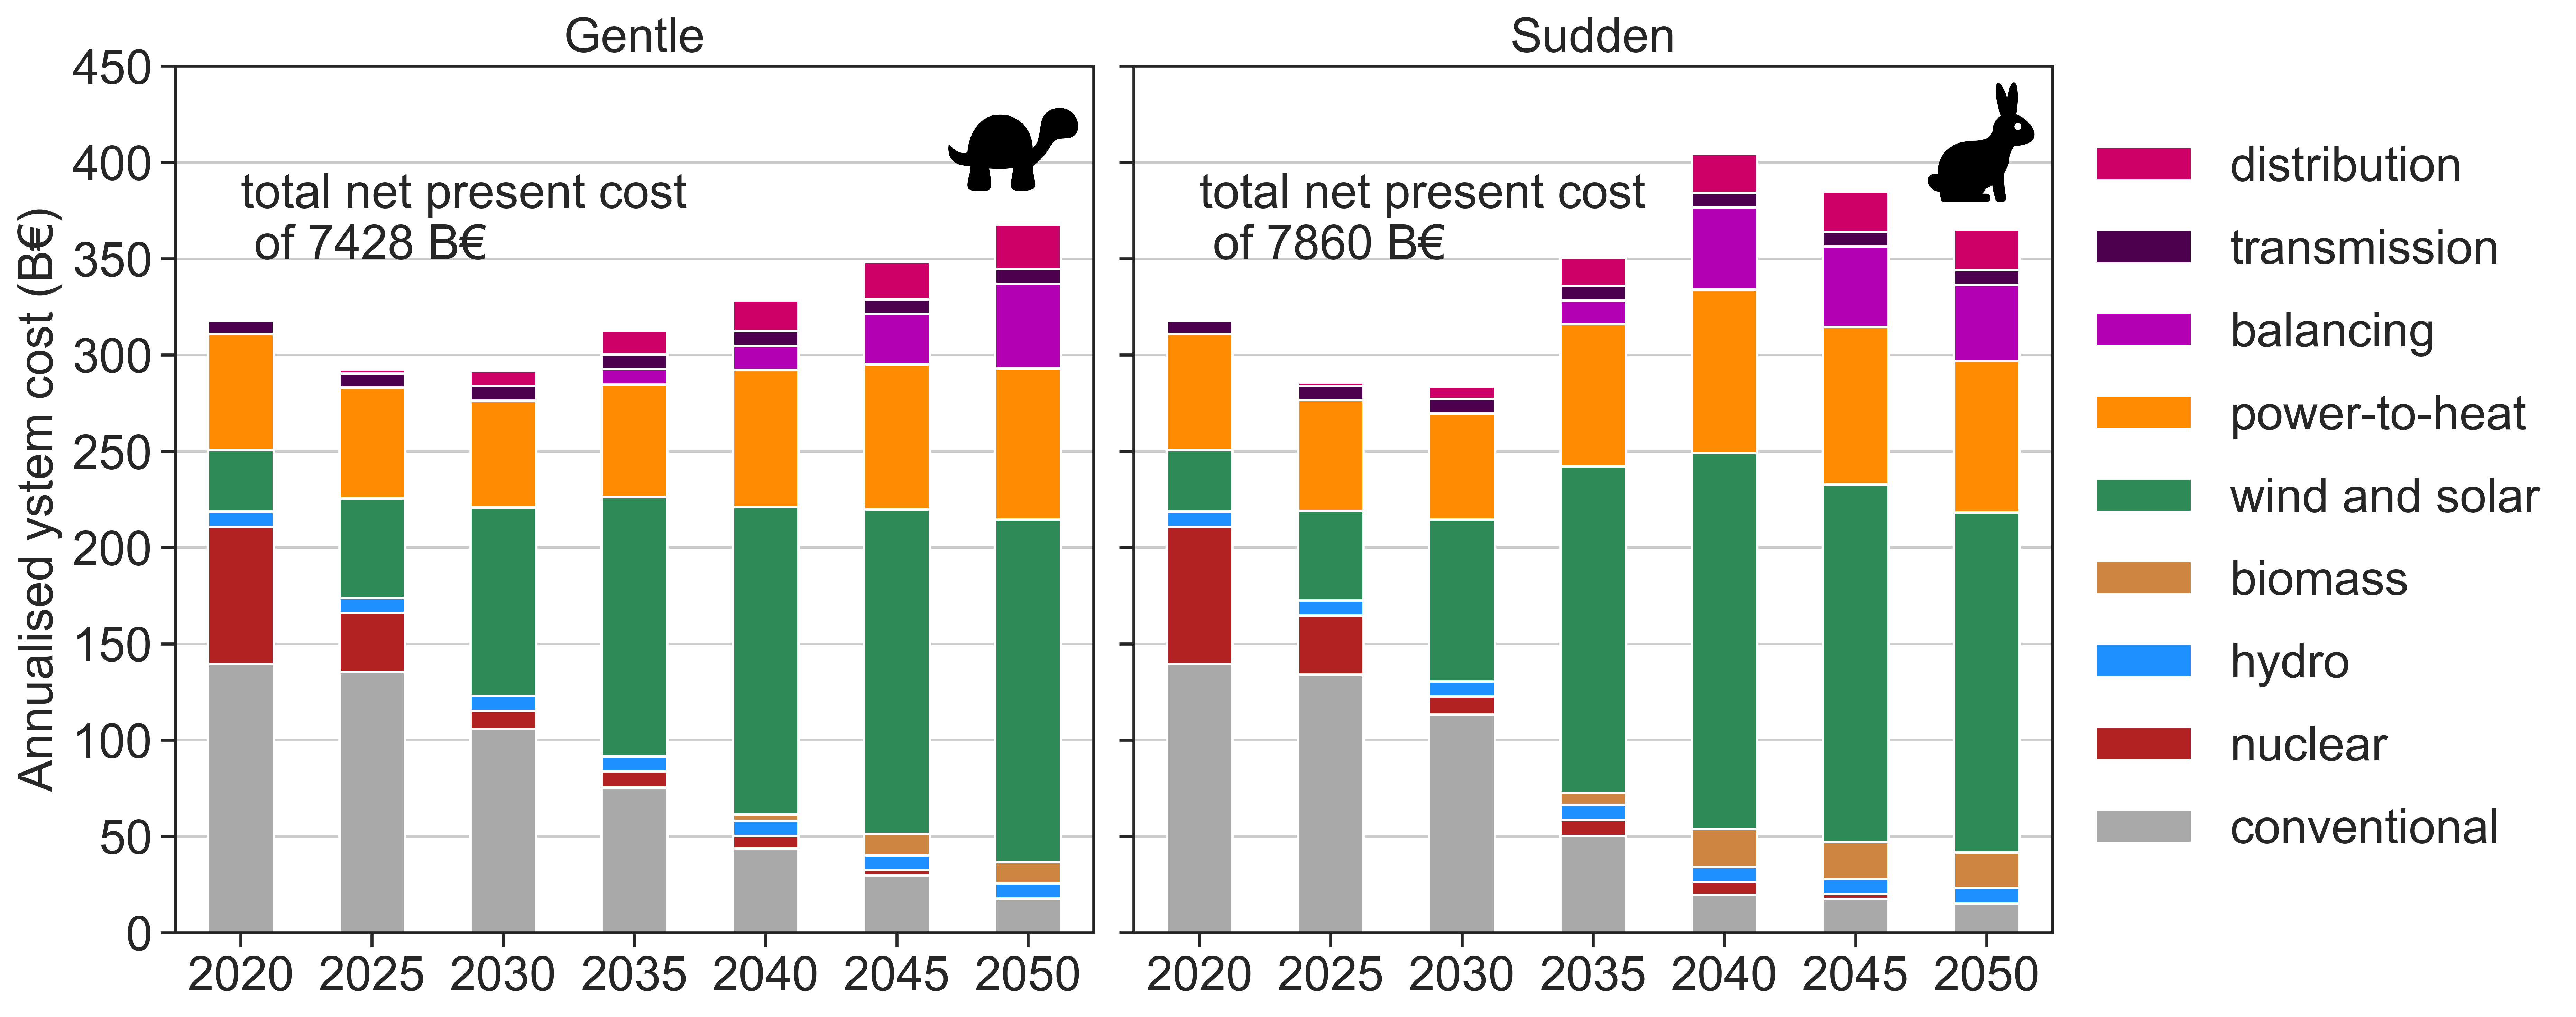 Gentle
Sudden
Annualised ystem cost (B€)
450
400
350
300
250
200
150
100
50
0
total net present cost
of 7428 B€
total net present cost
of 7860 B€
2020 2025 2030 2035 2040 2045 2050
2020 2025 2030 2035 2040 2045 2050
distribution
transmission
balancing
power-to-heat
wind and solar
biomass
hydro
nuclear
conventional